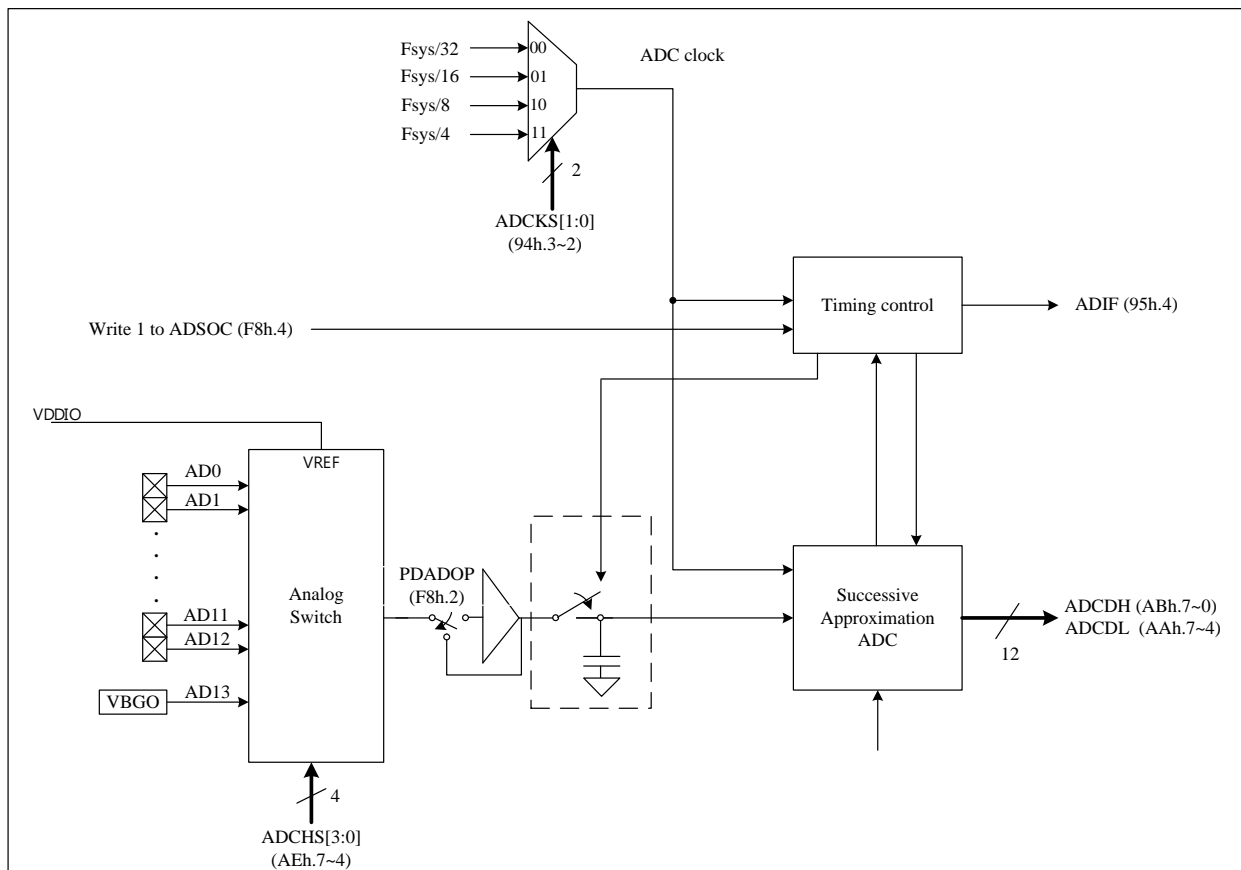 Fsys/32
00
ADC clock
Fsys/16
01
Fsys/8
10
Fsys/4
11
2
ADCKS[1:0]
(94h.3~2)
Timing control
ADIF (95h.4)
Write 1 to ADSOC (F8h.4)
VDDIO
VREF
AD0
AD1
Analog
Switch
PDADOP
(F8h.2)
AD11
AD12
VBGO
AD13
Successive
Approximation
ADC
ADCDH (ABh.7~0)
ADCDL (AAh.7~4)
12
4
ADCHS[3:0]
(AEh.7~4)